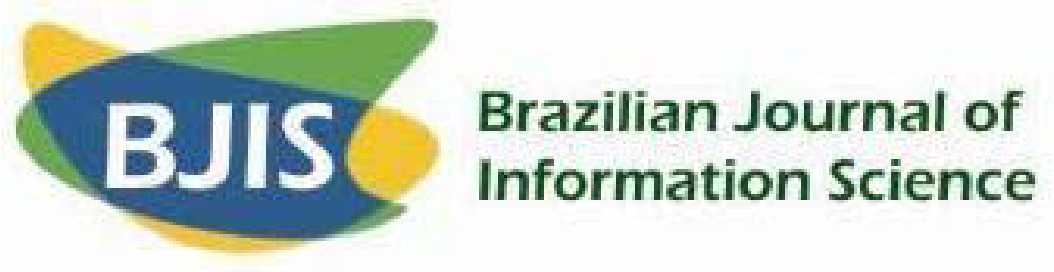 BJIS
Brazilian Journal of
Information Science